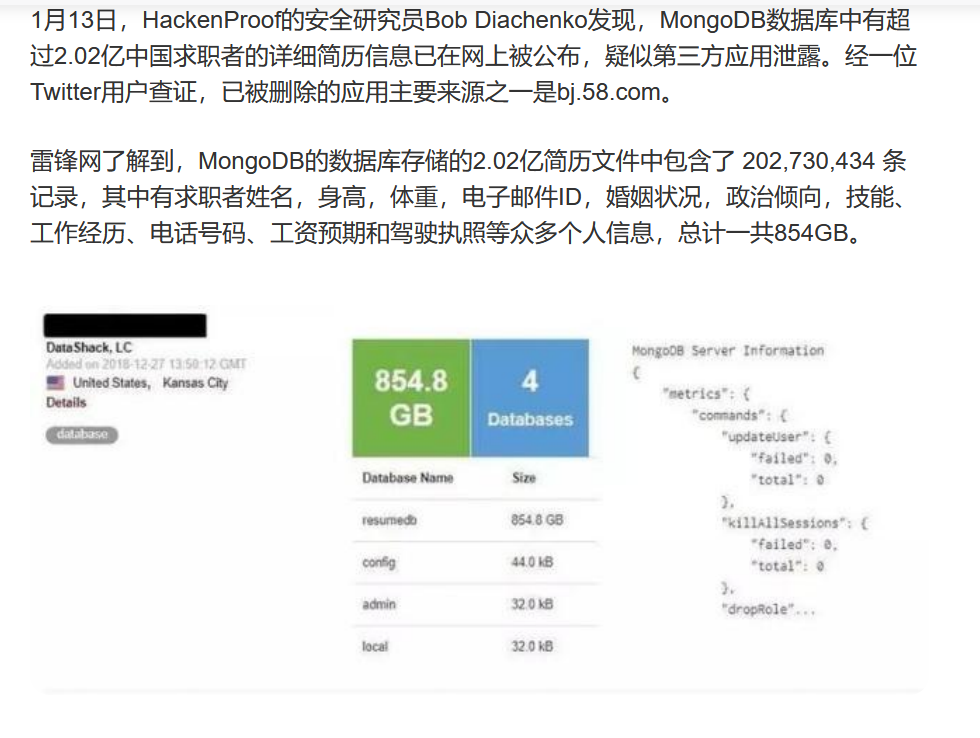 1月13日，HackenProof的安全研究员Bob Diachenko发现，MongoDB数据库中有超
过2.02亿中国求职者的详细简历信息已在网上被公布，疑似第三方应用泄露。经一位
Twitter用户查证，已被删除的应用主要来源之一是bj.58.com。
雷锋网了解到，MongoDB的数据库存储的2.02亿简历文件中包含了 202,730,434 条
记录，其中有求职者姓名，身高，体重，电子邮件ID，婚姻状况，政治倾向，技能、
工作经历、电话号码、工资预期和驾驶执照等众多个人信息，总计一共854GB。
DataShack, LC
Added on 2018-12-27 13:50:12 GMT
United States, Kansas City
Details
database
854.8
GB
4
Databases
Database Name Size
resumedb 854.8 GB
config 44.0 kB
admin 32.0 kB
local 32.0 kB
MongoDB Server Information
{
"metrics": {
"commands": {
"updateUser": {
"failed": 0,
"total": 0
},
"killAllSessions": {
"failed": 0,
"total": 0
},
"dropRole"...